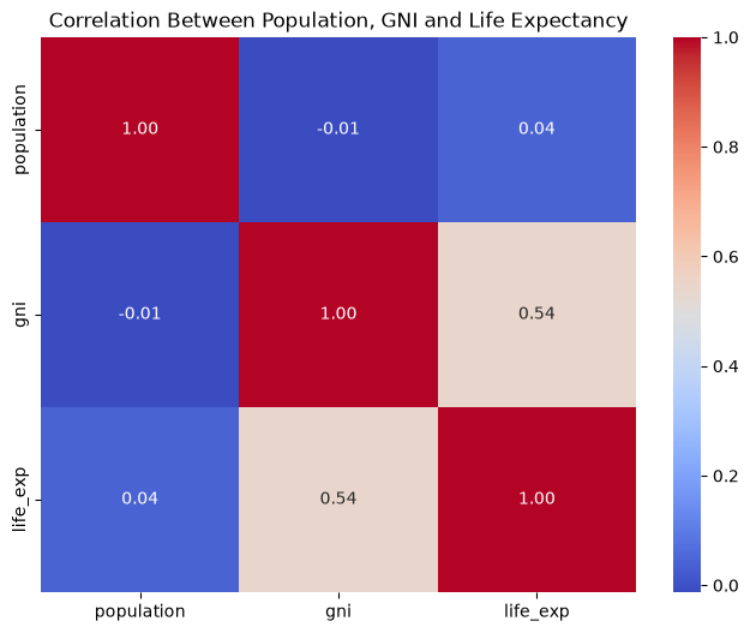 Correlation Between Population, GNI and Life Expectancy
population
1.00
-0.01
0.04
gni
-0.01
1.00
0.54
life_exp
0.04
0.54
1.00
population
gni
life_exp
1.0
0.8
0.6
0.4
0.2
0.0